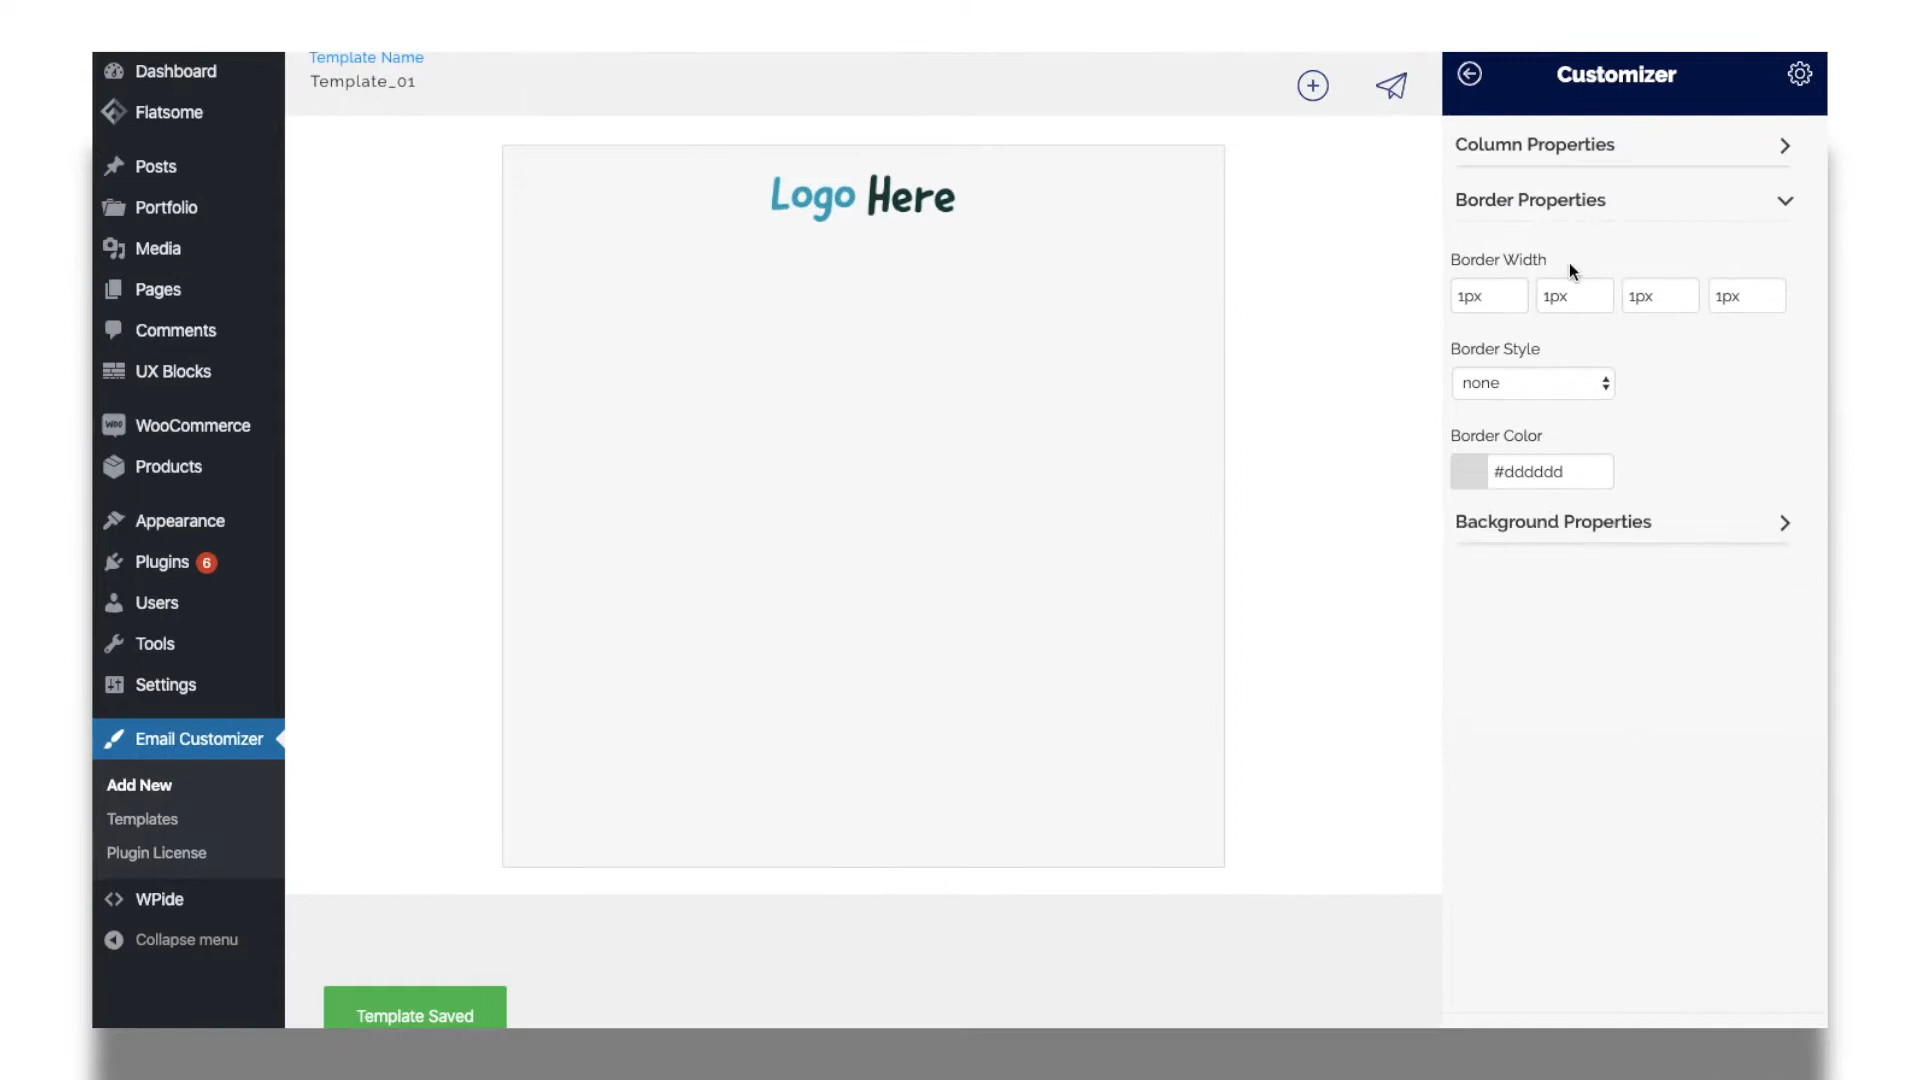 Dashboard
Flatsome
Posts
Portfolio
Media
Pages
Comments
UX Blocks
WooCommerce
Products
Appearance
Plugins 6
Users
Tools
Settings
Email Customizer
Add New
Templates
Plugin License
WPide
Collapse menu
Template Name
Template_01
Logo Here
Template Saved
Customizer
Column Properties
Border Properties
Border Width
1px 1px 1px 1px
Border Style
none
Border Color
#dddddd
Background Properties